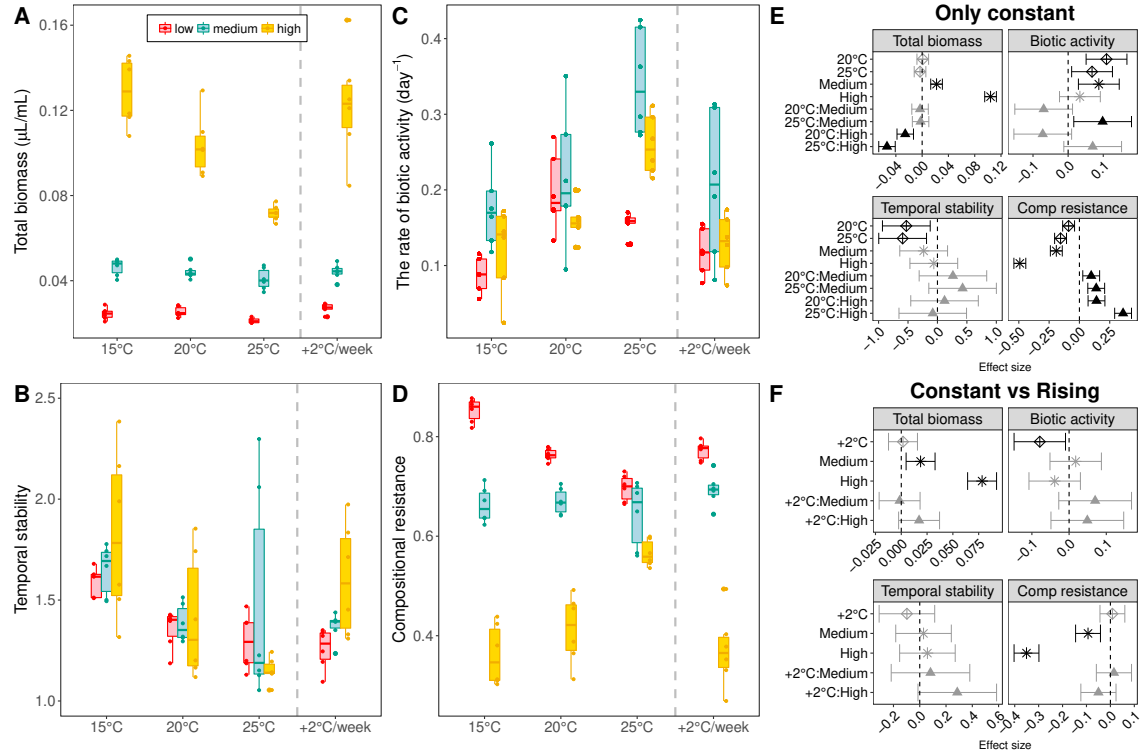 A
low
medium
high
Total biomass (μL/mL)
0.16
0.12
0.08
0.04
15°C
20°C
25°C
+2°C/week
C
The rate of biotic activity (day⁻¹)
0.4
0.3
0.2
0.1
15°C
20°C
25°C
+2°C/week
B
Temporal stability
2.5
2.0
1.5
1.0
15°C
20°C
25°C
+2°C/week
D
Compositional resistance
0.8
0.6
0.4
15°C
20°C
25°C
+2°C/week
E
Only constant
Total biomass
Biotic activity
20°C
25°C
Medium
High
20°C:Medium
25°C:Medium
20°C:High
25°C:High
−0.04
0.00
0.04
0.08
0.12
−0.1
0.0
0.1
Temporal stability
Comp resistance
20°C
25°C
Medium
High
20°C:Medium
25°C:Medium
20°C:High
25°C:High
−1.0
−0.5
0.0
0.5
1.0
−0.50
−0.25
0.00
0.25
Effect size
F
Constant vs Rising
Total biomass
Biotic activity
+2°C
Medium
High
+2°C:Medium
+2°C:High
−0.025
0.000
0.025
0.050
0.075
−0.1
0.0
0.1
Temporal stability
Comp resistance
+2°C
Medium
High
+2°C:Medium
+2°C:High
−0.2
0.0
0.2
0.4
0.6
−0.4
−0.3
−0.2
−0.1
0.0
Effect size